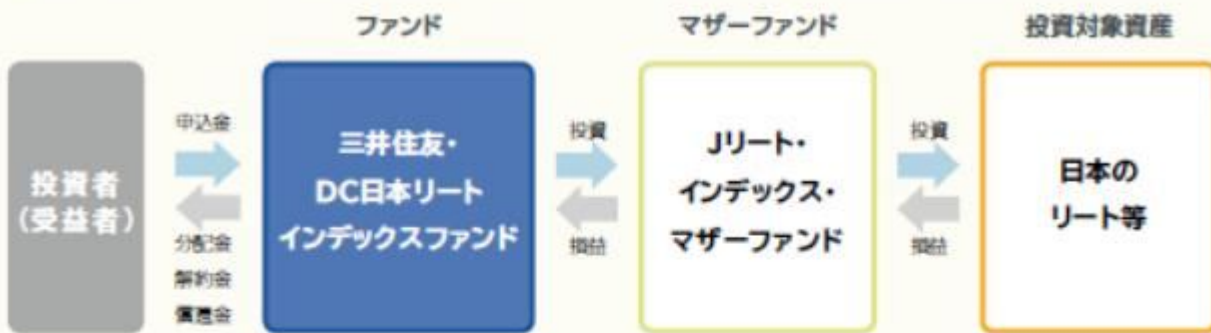 ファンド
マザーファンド
投資対象資産
投資者
(受益者)
申込金
分配金
解約金
償還金
三井住友・
DC日本リート
インデックスファンド
投資
損益
Jリート・
インデックス・
マザーファンド
投資
損益
日本の
リート等